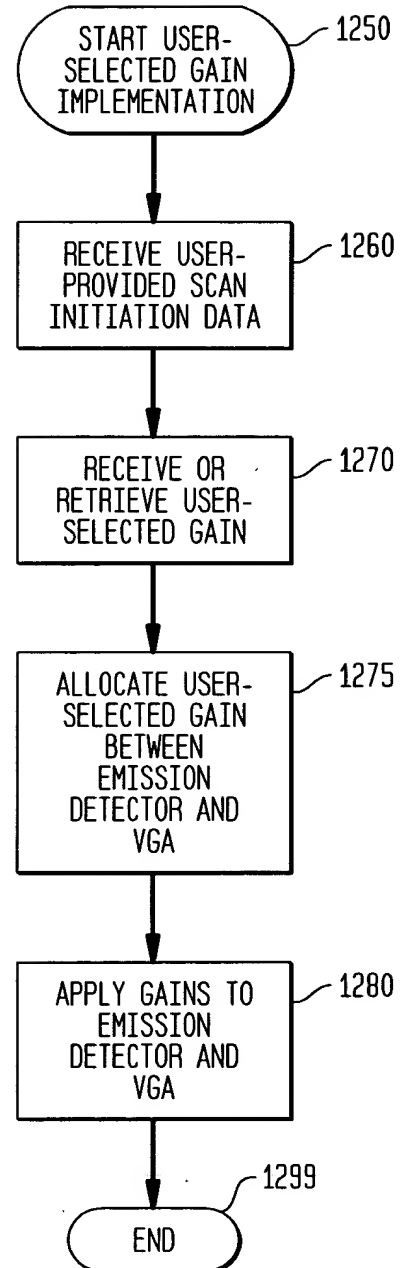 START USER-
SELECTED GAIN
IMPLEMENTATION
1250
RECEIVE USER-
PROVIDED SCAN
INITIATION DATA
1260
RECEIVE OR
RETRIEVE USER-
SELECTED GAIN
1270
ALLOCATE USER-
SELECTED GAIN
BETWEEN
EMISSION
DETECTOR AND
VGA
1275
APPLY GAINS TO
EMISSION
DETECTOR AND
VGA
1280
END
1299